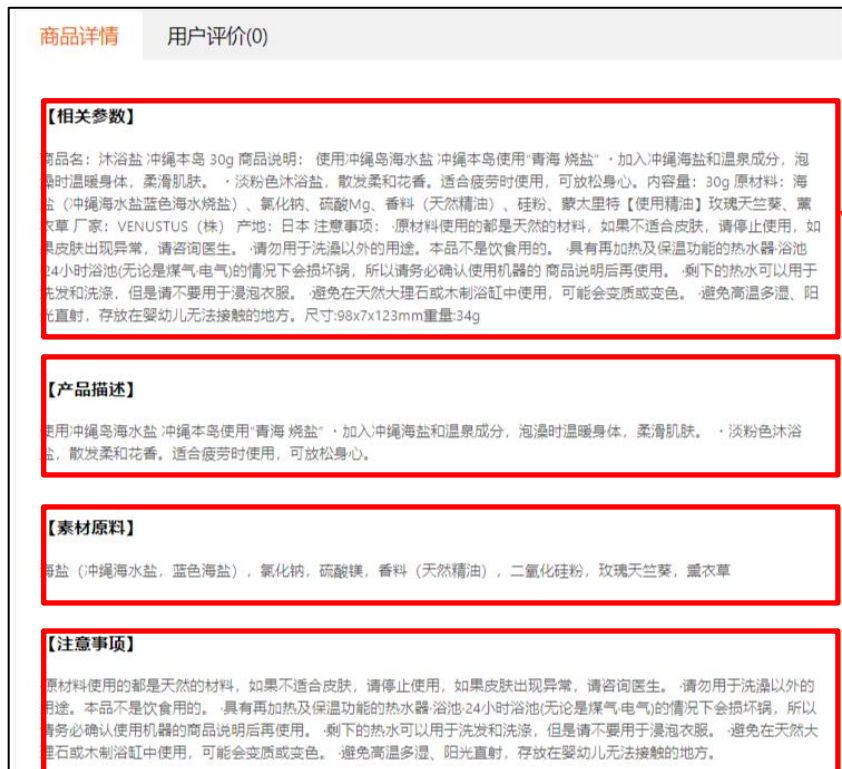 商品详情 用户评价(0)
【相关参数】
商品名：沐浴盐 冲绳本岛 30g 商品说明： 使用冲绳岛海水盐 冲绳本岛使用“青海 烧盐” ・加入冲绳海盐和温泉成分，泡
澡时温暖身体，柔滑肌肤。 ・淡粉色沐浴盐，散发柔和花香。适合疲劳时使用，可放松身心。内容量：30g 原材料：海
盐（冲绳海水盐蓝色海水烧盐）、氯化钠、硫酸Mg、香料（天然精油）、硅粉、蒙太里特【使用精油】玫瑰天竺葵、薰
衣草 厂家：VENUSTUS（株） 产地：日本 注意事项： ·原材料使用的都是天然的材料，如果不适合皮肤，请停止使用，如
果皮肤出现异常，请咨询医生。 ·请勿用于洗澡以外的用途。本品不是饮食用的。 ·具有再加热及保温功能的热水器·浴池
·24小时浴池(无论是煤气·电气)的情况下会损坏锅，所以请务必确认使用机器的 商品说明后再使用。 ·剩下的热水可以用于
洗发和洗涤，但是请不要用于浸泡衣服。 ·避免在天然大理石或木制浴缸中使用，可能会变质或变色。 ·避免高温多湿、阳
光直射，存放在婴幼儿无法接触的地方。尺寸:98x7x123mm重量:34g
【产品描述】
使用冲绳岛海水盐 冲绳本岛使用“青海 烧盐” ・加入冲绳海盐和温泉成分，泡澡时温暖身体，柔滑肌肤。 ・淡粉色沐浴
盐，散发柔和花香。适合疲劳时使用，可放松身心。
【素材原料】
海盐（冲绳海水盐，蓝色海盐），氯化钠，硫酸镁，香料（天然精油），二氧化硅粉，玫瑰天竺葵，薰衣草
【注意事项】
·原材料使用的都是天然的材料，如果不适合皮肤，请停止使用，如果皮肤出现异常，请咨询医生。 ·请勿用于洗澡以外的
用途。本品不是饮食用的。 ·具有再加热及保温功能的热水器·浴池·24小时浴池(无论是煤气·电气)的情况下会损坏锅，所以
请务必确认使用机器的商品说明后再使用。 ·剩下的热水可以用于洗发和洗涤，但是请不要用于浸泡衣服。 ·避免在天然大
理石或木制浴缸中使用，可能会变质或变色。 ·避免高温多湿、阳光直射，存放在婴幼儿无法接触的地方。